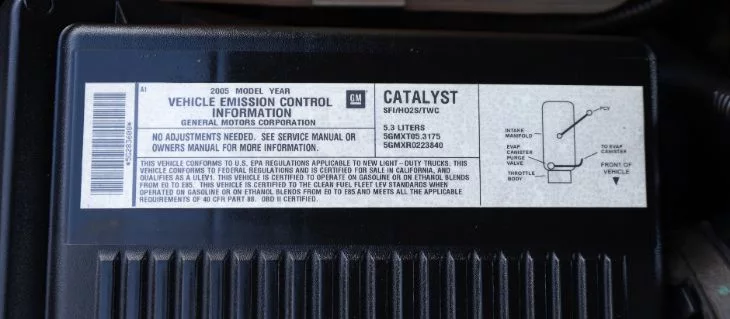 A1
2005 MODEL YEAR
VEHICLE EMISSION CONTROL
INFORMATION
GENERAL MOTORS CORPORATION
GM
NO ADJUSTMENTS NEEDED. SEE SERVICE MANUAL OR
OWNERS MANUAL FOR MORE INFORMATION.
CATALYST
SFI/HO2S/TWC
5.3 LITERS
5GMXT05.3175
5GMXR0223840
THIS VEHICLE CONFORMS TO U.S. EPA REGULATIONS APPLICABLE TO NEW LIGHT-DUTY TRUCKS. THIS
VEHICLE CONFORMS TO FEDERAL REGULATIONS AND IS CERTIFIED FOR SALE IN CALIFORNIA, AND
QUALIFIES AS A ULEV1. THIS VEHICLE IS CERTIFIED TO OPERATE ON GASOLINE OR ON ETHANOL BLENDS
FROM E0 TO E85. THIS VEHICLE IS CERTIFIED TO THE CLEAN FUEL FLEET LEV STANDARDS WHEN
OPERATED ON GASOLINE OR ON ETHANOL BLENDS FROM E0 TO E85 AND MEETS ALL THE APPLICABLE
REQUIREMENTS OF 40 CFR PART 88. OBD II CERTIFIED.
PCV
INTAKE
MANIFOLD
EVAP
CANISTER
PURGE
VALVE
THROTTLE
BODY
TO EVAP
CANISTER
FRONT OF
VEHICLE